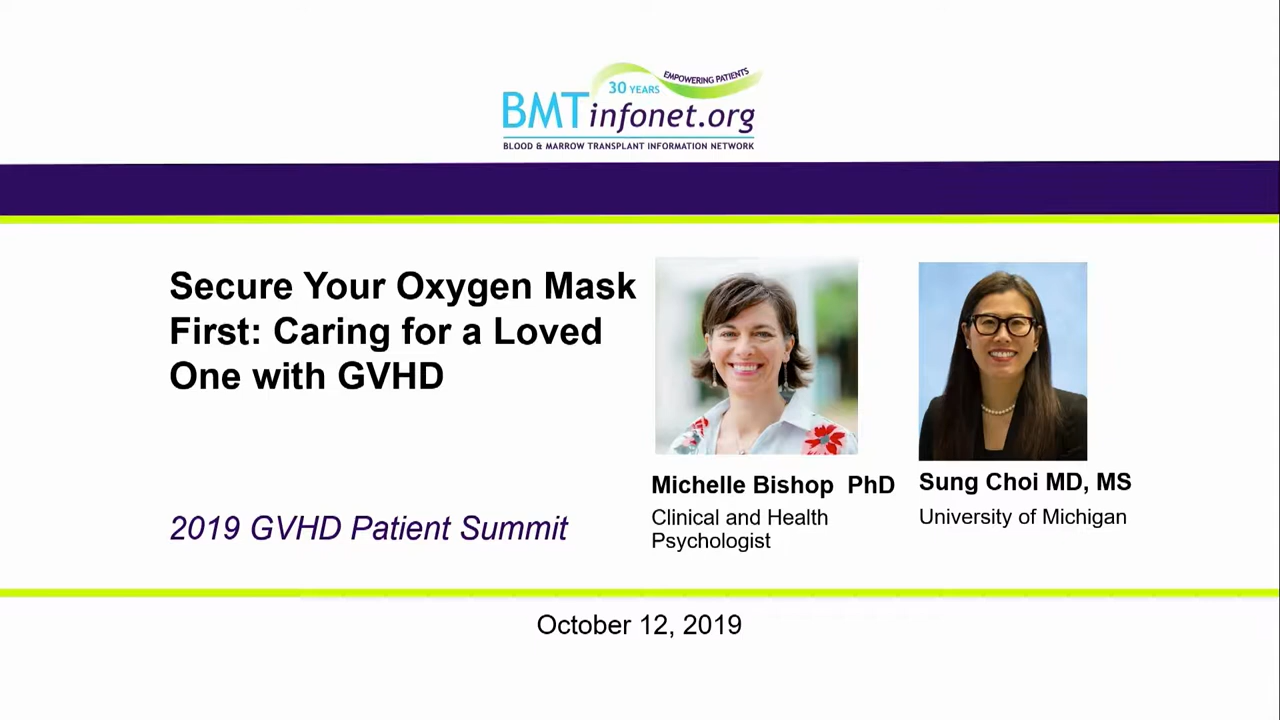 30 YEARS
EMPOWERING PATIENTS
BMTinfonet.org
BLOOD & MARROW TRANSPLANT INFORMATION NETWORK
Secure Your Oxygen Mask
First: Caring for a Loved
One with GVHD
2019 GVHD Patient Summit
Michelle Bishop PhD
Clinical and Health
Psychologist
Sung Choi MD, MS
University of Michigan
October 12, 2019